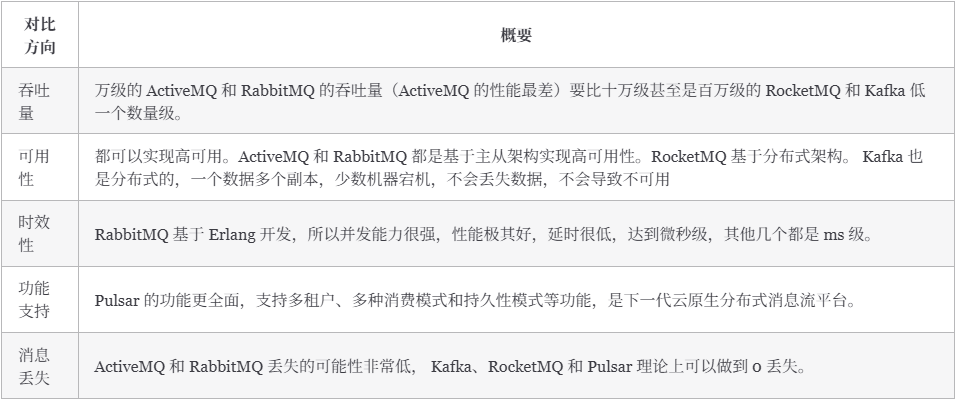 对比
方向
概要
吞吐
量
万级的 ActiveMQ 和 RabbitMQ 的吞吐量（ActiveMQ 的性能最差）要比十万级甚至是百万级的 RocketMQ 和 Kafka 低
一个数量级。
可用
性
都可以实现高可用。ActiveMQ 和 RabbitMQ 都是基于主从架构实现高可用性。RocketMQ 基于分布式架构。 Kafka 也
是分布式的，一个数据多个副本，少数机器宕机，不会丢失数据，不会导致不可用
时效
性
RabbitMQ 基于 Erlang 开发，所以并发能力很强，性能极其好，延时很低，达到微秒级，其他几个都是 ms 级。
功能
支持
Pulsar 的功能更全面，支持多租户、多种消费模式和持久性模式等功能，是下一代云原生分布式消息流平台。
消息
丢失
ActiveMQ 和 RabbitMQ 丢失的可能性非常低， Kafka、RocketMQ 和 Pulsar 理论上可以做到 0 丢失。